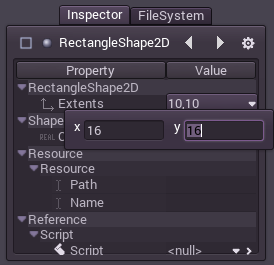 Inspector FileSystem
RectangleShape2D
Property Value
RectangleShape2D
Extents 10,10
x 16 y 16
Shape
REAL C
Resource
Resource
Path
Name
Reference
Script
Script <null>